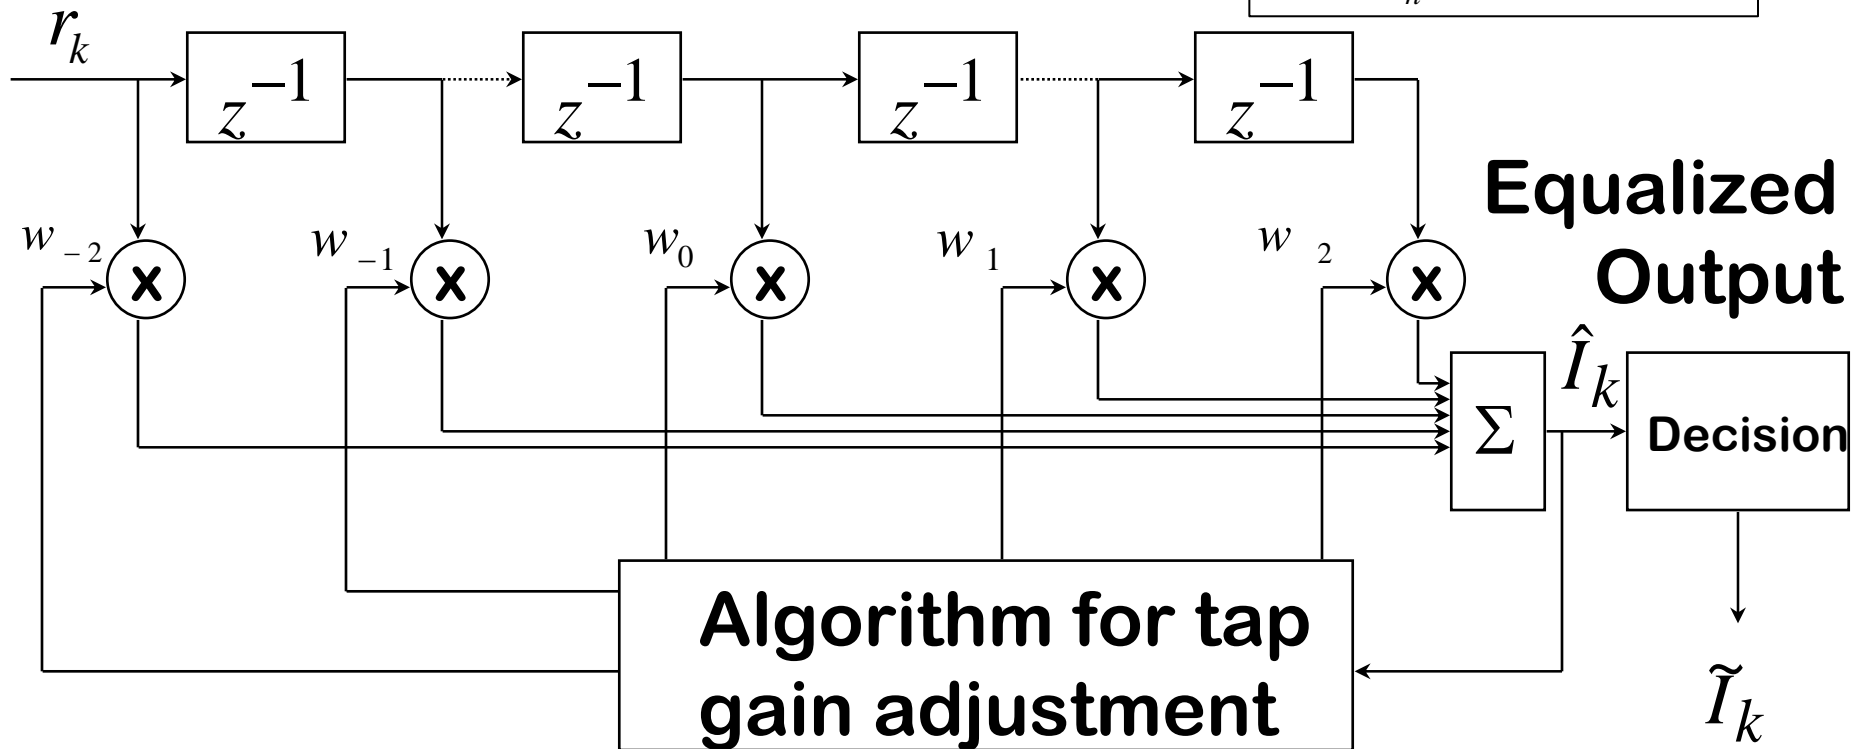 n
r_k
z^{-1} z^{-1} z^{-1} z^{-1}
Equalized
Output
w_{-2} w_{-1} w_0 w_1 w_2
x x x x x
Î_k
Σ
Decision
Algorithm for tap
gain adjustment
Ĩ_k